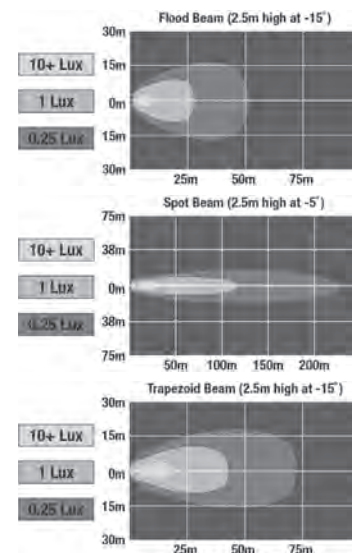 Flood Beam (2.5m high at -15˚)
30m
10+ Lux
15m
1 Lux
0m
0.25 Lux
15m
30m
25m 50m 75m
Spot Beam (2.5m high at -5˚)
75m
10+ Lux
38m
1 Lux
0m
0.25 Lux
38m
75m
50m 100m 150m 200m
Trapezoid Beam (2.5m high at -15˚)
30m
10+ Lux
15m
1 Lux
0m
0.25 Lux
15m
30m
25m 50m 75m